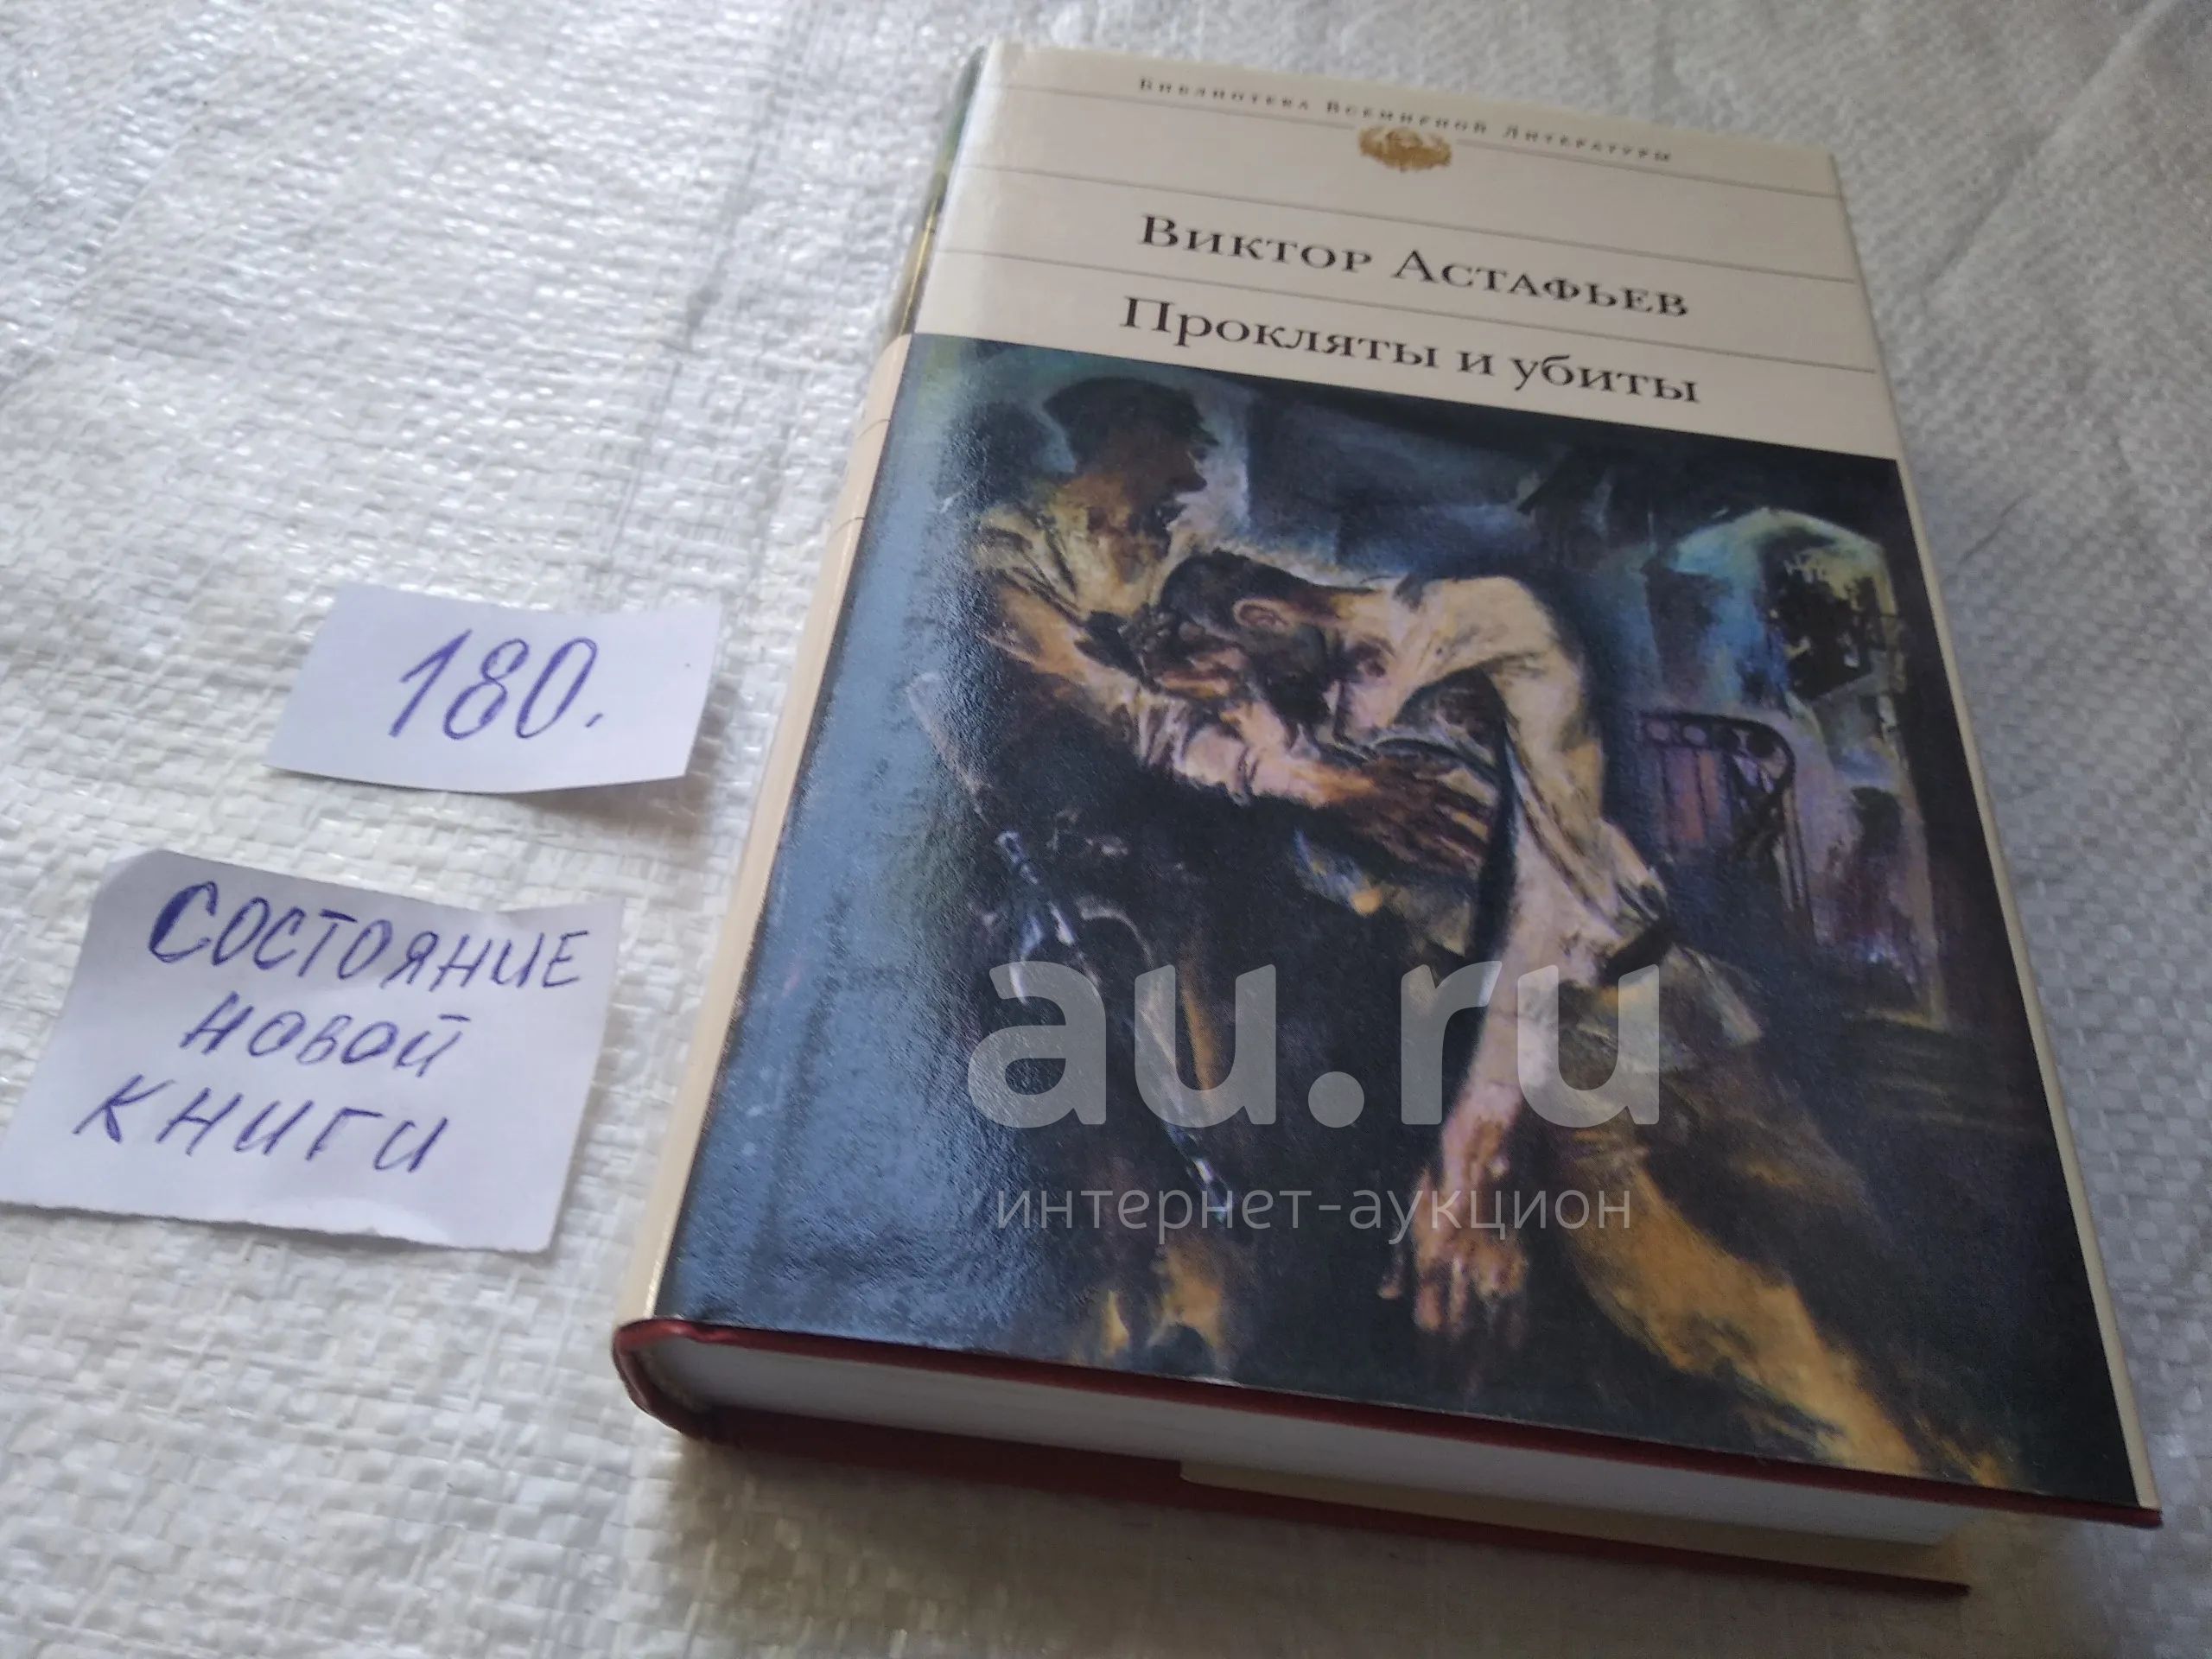 Библиотека Всемирной Литературы
Виктор Астафьев
Прокляты и убиты
180.
Состояние
новой
книги
au.ru
интернет-аукцион